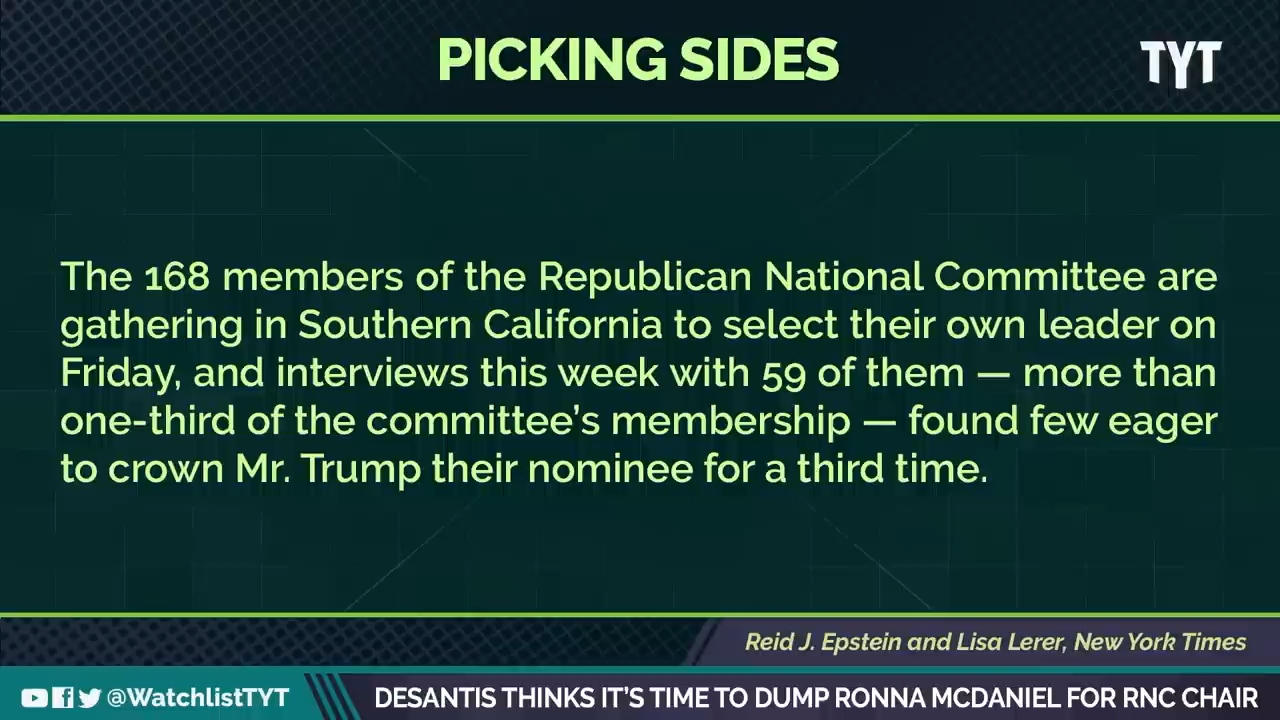 PICKING SIDES
TYT
The 168 members of the Republican National Committee are
gathering in Southern California to select their own leader on
Friday, and interviews this week with 59 of them — more than
one-third of the committee's membership — found few eager
to crown Mr. Trump their nominee for a third time.
Reid J. Epstein and Lisa Lerer, New York Times
@WatchlistTYT
DESANTIS THINKS IT'S TIME TO DUMP RONNA MCDANIEL FOR RNC CHAIR